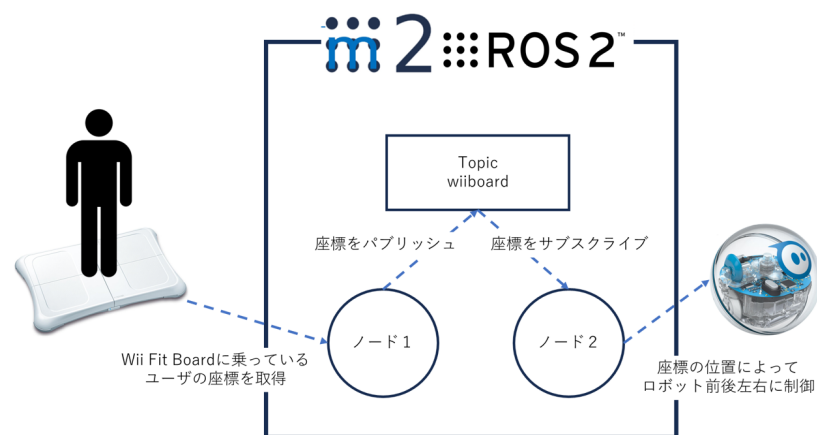 m2
ROS 2™
Topic
wiiboard
座標をパブリッシュ
座標をサブスクライブ
ノード1
ノード2
Wii Fit Boardに乗っている
ユーザの座標を取得
座標の位置によって
ロボット前後左右に制御